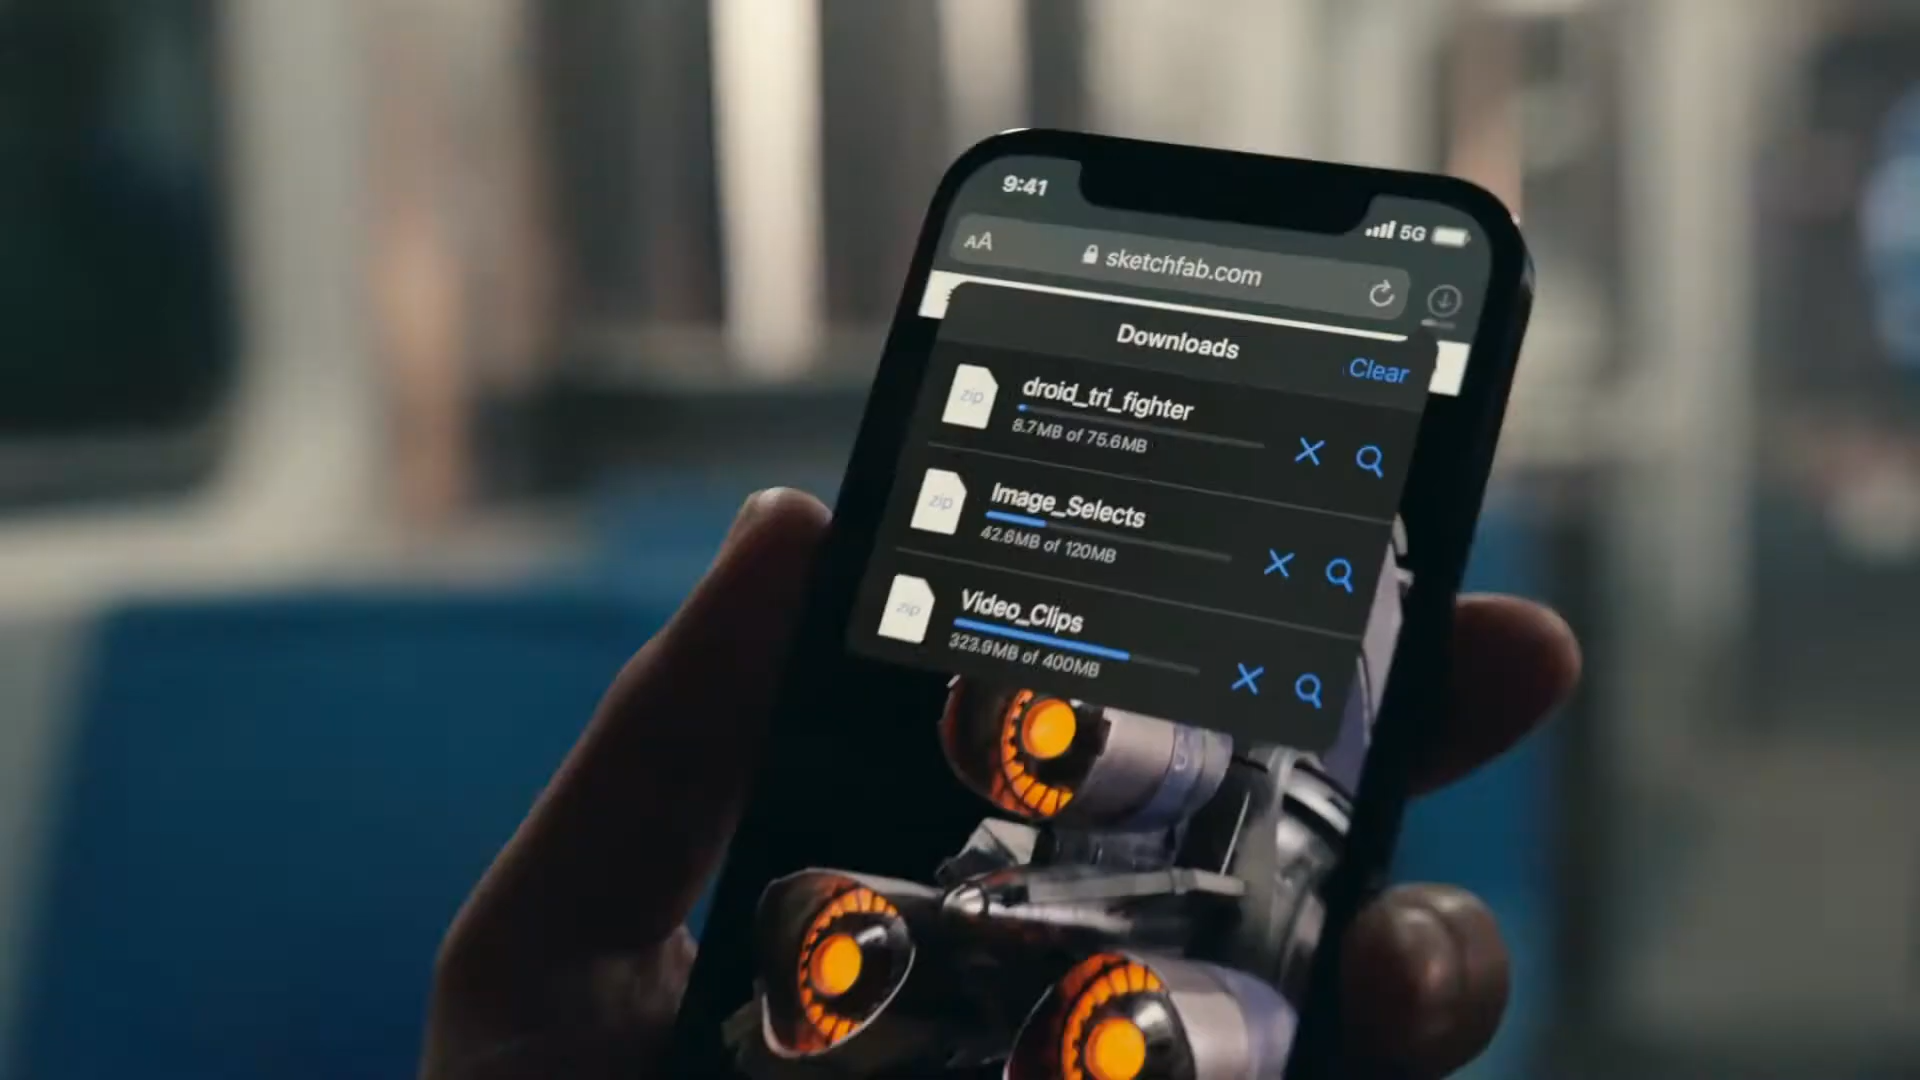 9:41
5G
AA
sketchfab.com
Downloads
Clear
zip
droid_tri_fighter
8.7MB of 75.6MB
zip
Image_Selects
42.6MB of 120MB
zip
Video_Clips
323.9MB of 400MB